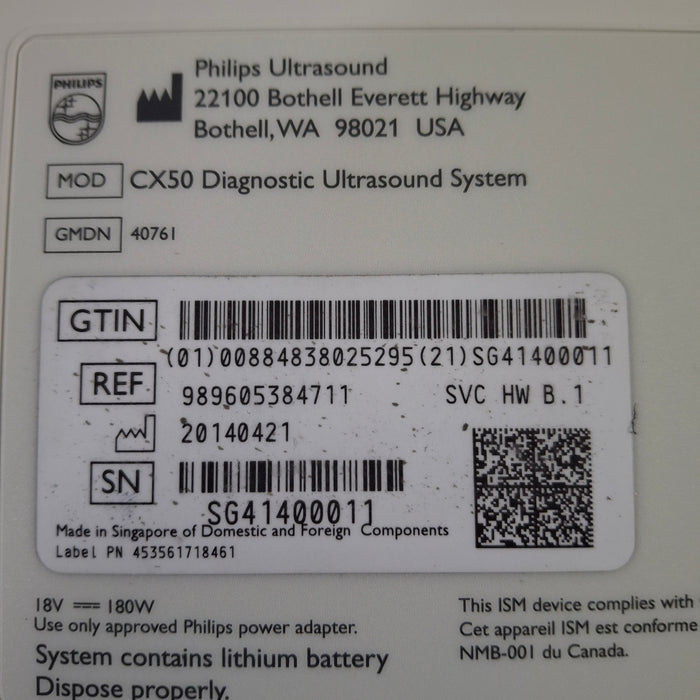 PHILIPS
Philips Ultrasound
22100 Bothell Everett Highway
Bothell, WA 98021 USA
MOD CX50 Diagnostic Ultrasound System
GMDN 40761
GTIN
(01)00884838025295(21)SG41400011
REF 989605384711 SVC HW B.1
20140421
SN
SG41400011
Made in Singapore of Domestic and Foreign Components
Label PN 453561718461
18V ⎓ 180W
Use only approved Philips power adapter.
System contains lithium battery
Dispose properly.
This ISM device complies with
Cet appareil ISM est conforme
NMB-001 du Canada.